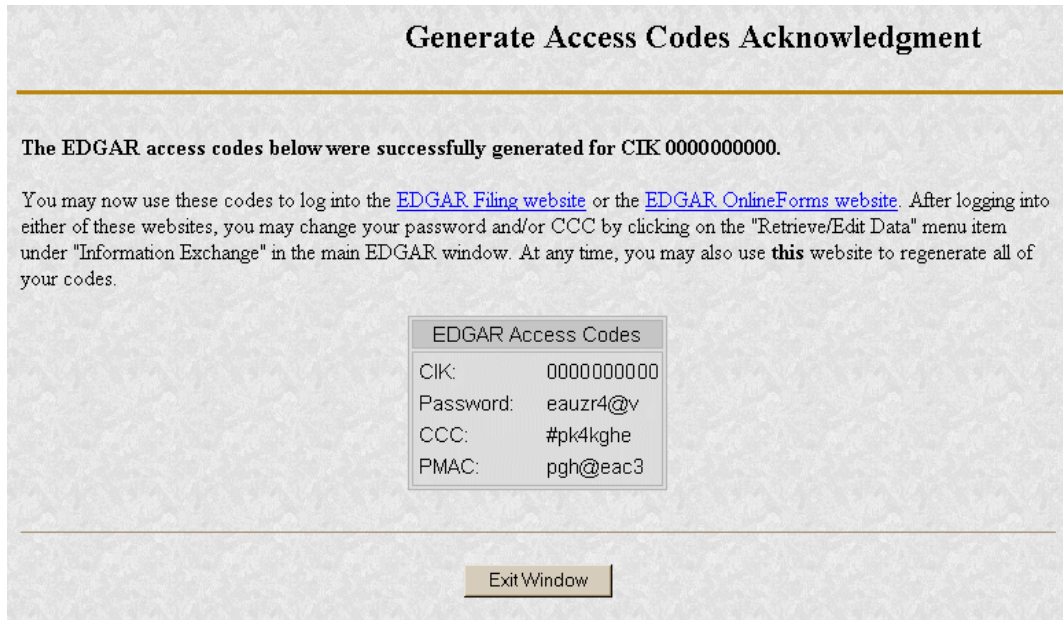 Generate Access Codes Acknowledgment
The EDGAR access codes below were successfully generated for CIK 0000000000.
You may now use these codes to log into the EDGAR Filing website or the EDGAR OnlineForms website. After logging into
either of these websites, you may change your password and/or CCC by clicking on the "Retrieve/Edit Data" menu item
under "Information Exchange" in the main EDGAR window. At any time, you may also use this website to regenerate all of
your codes.
EDGAR Access Codes
CIK: 0000000000
Password: eauzr4@v
CCC: #pk4kghe
PMAC: pgh@eac3
Exit Window